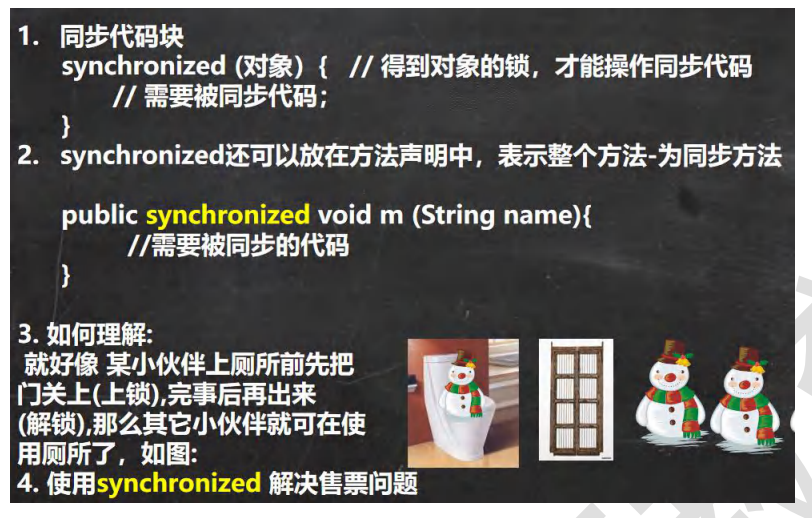 1. 同步代码块
synchronized (对象) { // 得到对象的锁，才能操作同步代码
// 需要被同步代码;
}
2. synchronized还可以放在方法声明中，表示整个方法-为同步方法
public synchronized void m (String name){
//需要被同步的代码
}
3. 如何理解:
就好像 某小伙伴上厕所前先把
门关上(上锁),完事后再出来
(解锁),那么其它小伙伴就可在使
用厕所了，如图:
4. 使用synchronized 解决售票问题